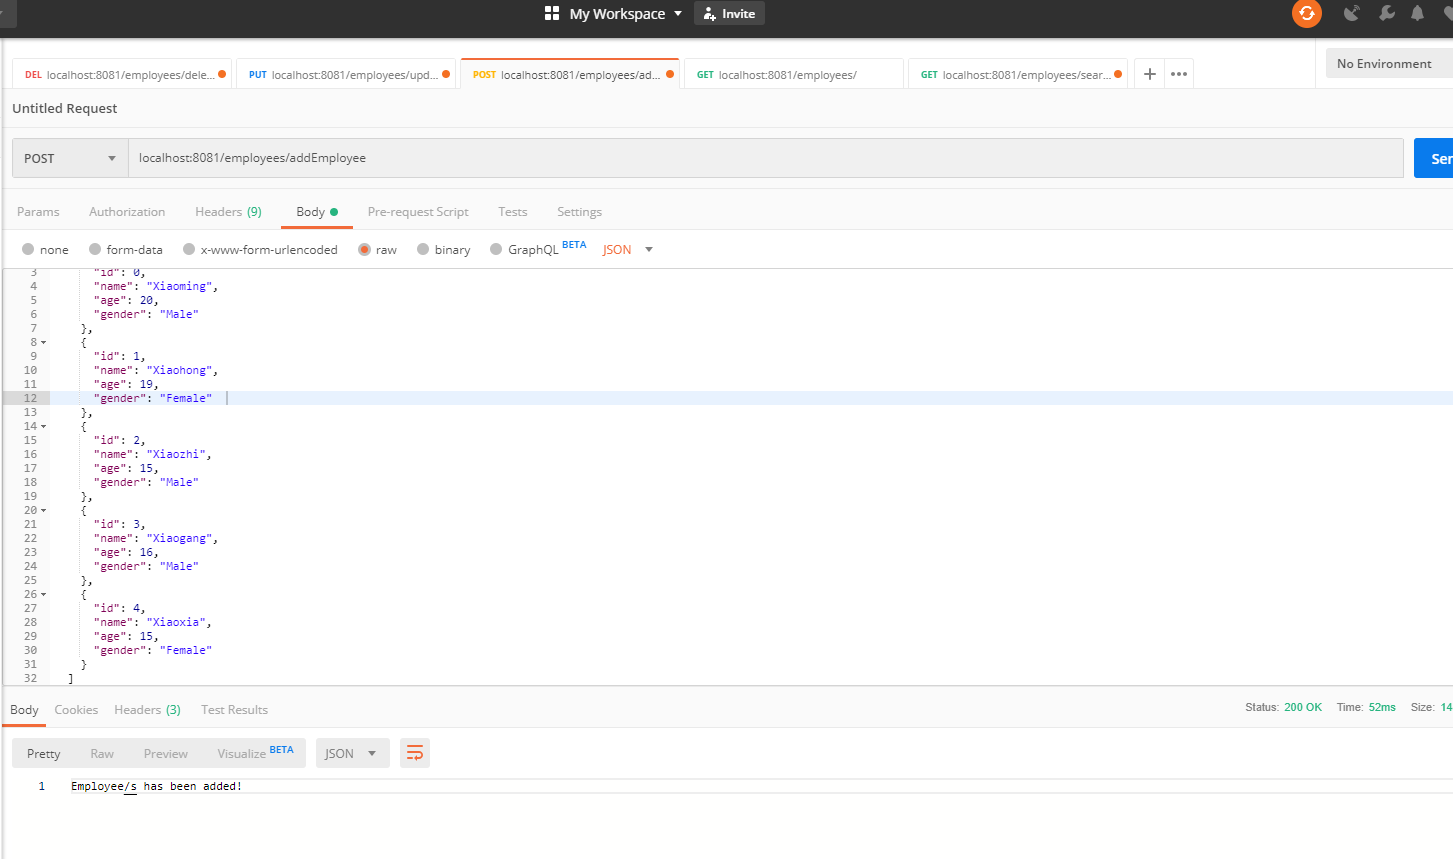 My Workspace Invite
DEL localhost:8081/employees/dele... PUT localhost:8081/employees/upd... POST localhost:8081/employees/ad... GET localhost:8081/employees/ GET localhost:8081/employees/sear... + ••• No Environment
Untitled Request
POST localhost:8081/employees/addEmployee
Params Authorization Headers (9) Body Pre-request Script Tests Settings
none form-data x-www-form-urlencoded raw binary GraphQL BETA JSON
3 "id": 0,
4 "name": "Xiaoming",
5 "age": 20,
6 "gender": "Male"
7 },
8 {
9 "id": 1,
10 "name": "Xiaohong",
11 "age": 19,
12 "gender": "Female"
13 },
14 {
15 "id": 2,
16 "name": "Xiaozhi",
17 "age": 15,
18 "gender": "Male"
19 },
20 {
21 "id": 3,
22 "name": "Xiaogang",
23 "age": 16,
24 "gender": "Male"
25 },
26 {
27 "id": 4,
28 "name": "Xiaoxia",
29 "age": 15,
30 "gender": "Female"
31 }
32 ]
Body Cookies Headers (3) Test Results Status: 200 OK Time: 52ms Size: 14
Pretty Raw Preview Visualize BETA JSON
1 Employee/s has been added!